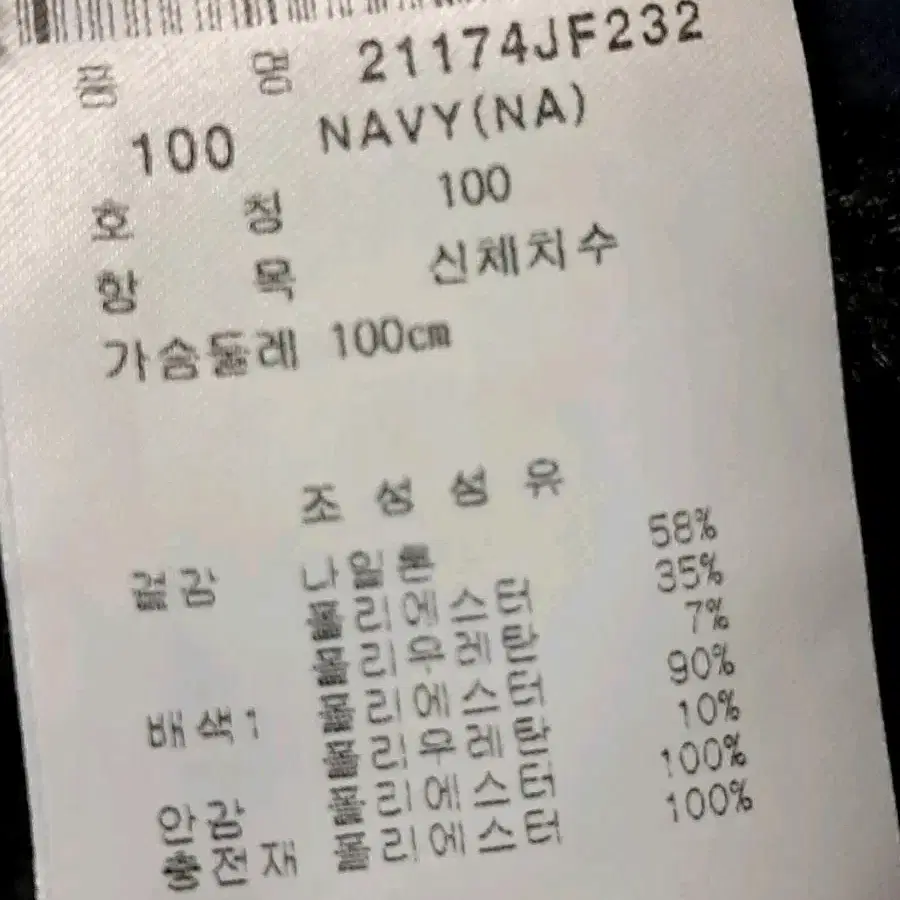 품 명 21174JF232
100 NAVY(NA)
호 칭 100
항 목 신체치수
가슴둘레 100㎝
조 성 섬 유
겉감 나일론 58%
폴리에스터 35%
폴리우레탄 7%
배색1 폴리에스터 90%
폴리우레탄 10%
안감 폴리에스터 100%
충전재 폴리에스터 100%